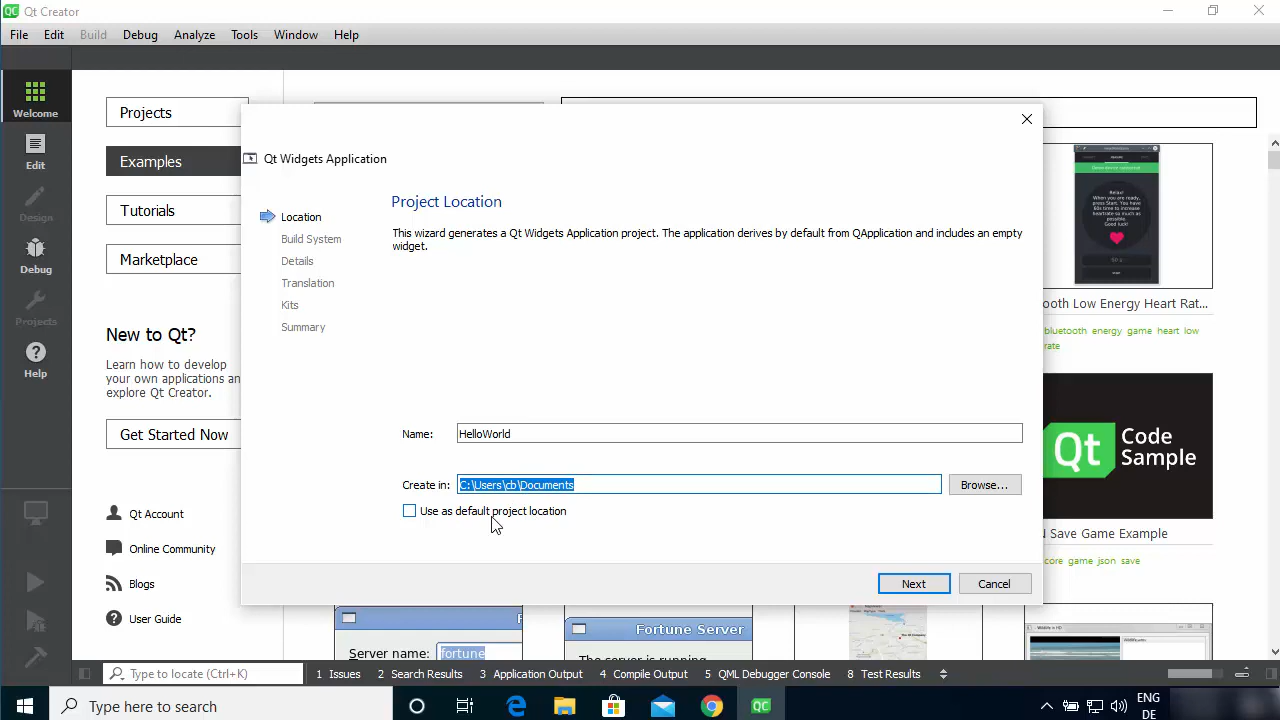 Qt Creator
File Edit Build Debug Analyze Tools Window Help
Welcome
Edit
Design
Debug
Projects
Help
Projects
Examples
Tutorials
Marketplace
New to Qt?
Learn how to develop
your own applications an
explore Qt Creator.
Get Started Now
Qt Account
Online Community
Blogs
User Guide
Qt Widgets Application
Location
Build System
Details
Translation
Kits
Summary
Project Location
This wizard generates a Qt Widgets Application project. The application derives by default from QApplication and includes an empty
widget.
Name: HelloWorld
Create in: C:\Users\cb\Documents Browse...
Use as default project location
Next Cancel
ooth Low Energy Heart Rat...
bluetooth energy game heart low
rate
Qt Code
Sample
Save Game Example
core game json save
Server name: fortune
Fortune Server
The server is running
Type to locate (Ctrl+K) 1 Issues 2 Search Results 3 Application Output 4 Compile Output 5 QML Debugger Console 8 Test Results
Type here to search
ENG
DE